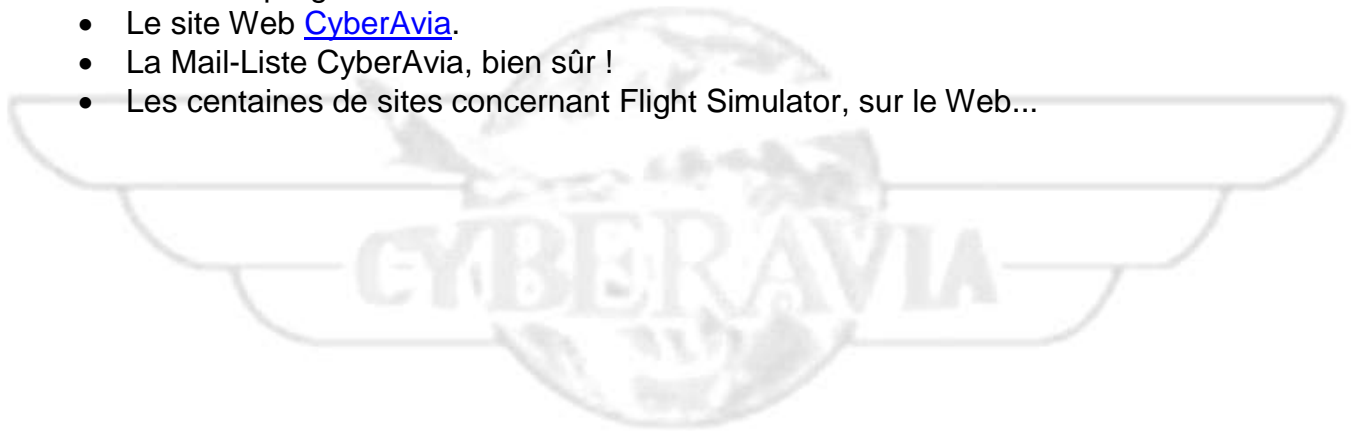 • Le site Web CyberAvia.
• La Mail-Liste CyberAvia, bien sûr !
• Les centaines de sites concernant Flight Simulator, sur le Web...
CYBERAVIA